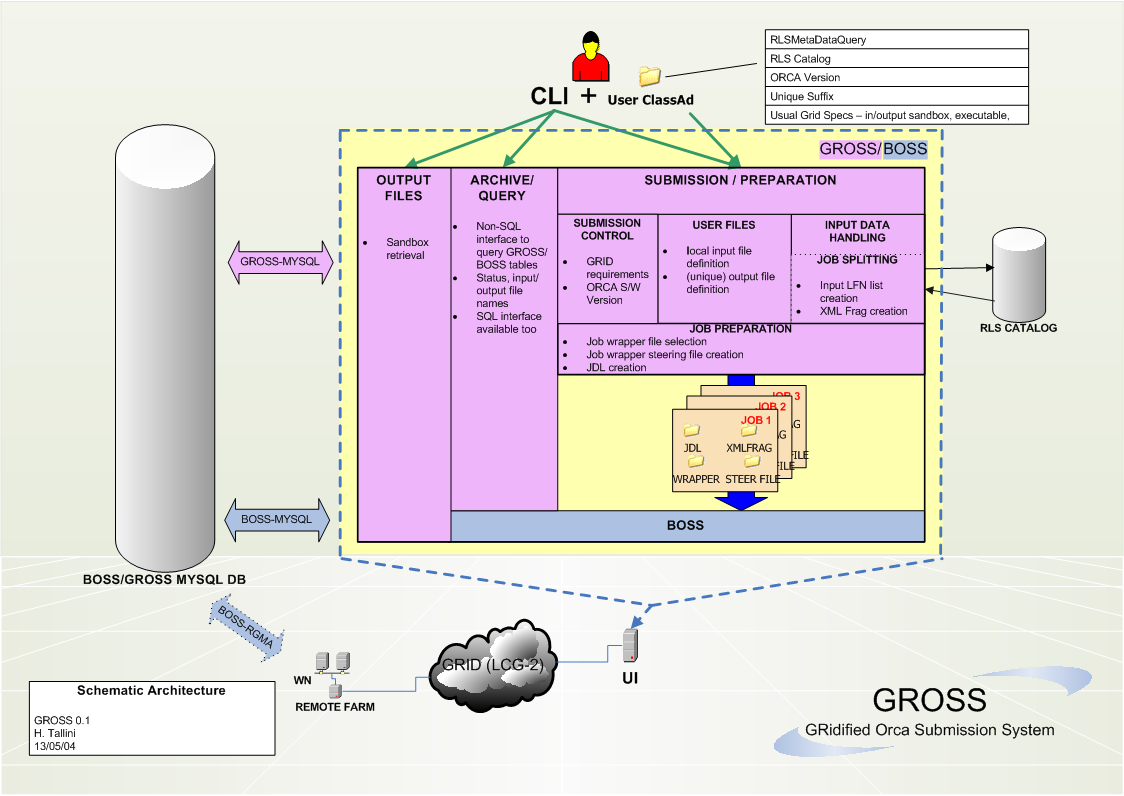 RLSMetaDataQuery
RLS Catalog
ORCA Version
Unique Suffix
Usual Grid Specs – in/output sandbox, executable,
CLI + User ClassAd
GROSS/BOSS
OUTPUT
FILES
Sandbox
retrieval
ARCHIVE/
QUERY
Non-SQL
interface to
query GROSS/
BOSS tables
Status, input/
output file
names
SQL interface
available too
SUBMISSION / PREPARATION
SUBMISSION
CONTROL
GRID
requirements
ORCA S/W
Version
USER FILES
local input file
definition
(unique) output file
definition
INPUT DATA
HANDLING
JOB SPLITTING
Input LFN list
creation
XML Frag creation
JOB PREPARATION
Job wrapper file selection
Job wrapper steering file creation
JDL creation
GROSS-MYSQL
RLS CATALOG
JOB 3
AG
FILE
JOB 2
AG
FILE
JOB 1
JDL
XMLFRAG
WRAPPER
STEER FILE
BOSS
BOSS-MYSQL
BOSS/GROSS MYSQL DB
BOSS-RGMA
WN
REMOTE FARM
GRID (LCG-2)
UI
Schematic Architecture
GROSS 0.1
H. Tallini
13/05/04
GROSS
GRidified Orca Submission System